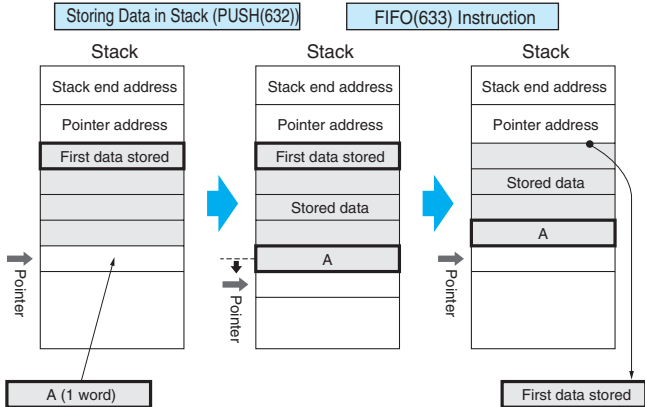 Storing Data in Stack (PUSH(632))
FIFO(633) Instruction
Stack
Stack end address
Pointer address
First data stored
Pointer
A (1 word)
Stack
Stack end address
Pointer address
First data stored
Stored data
A
Pointer
Stack
Stack end address
Pointer address
Stored data
A
Pointer
First data stored